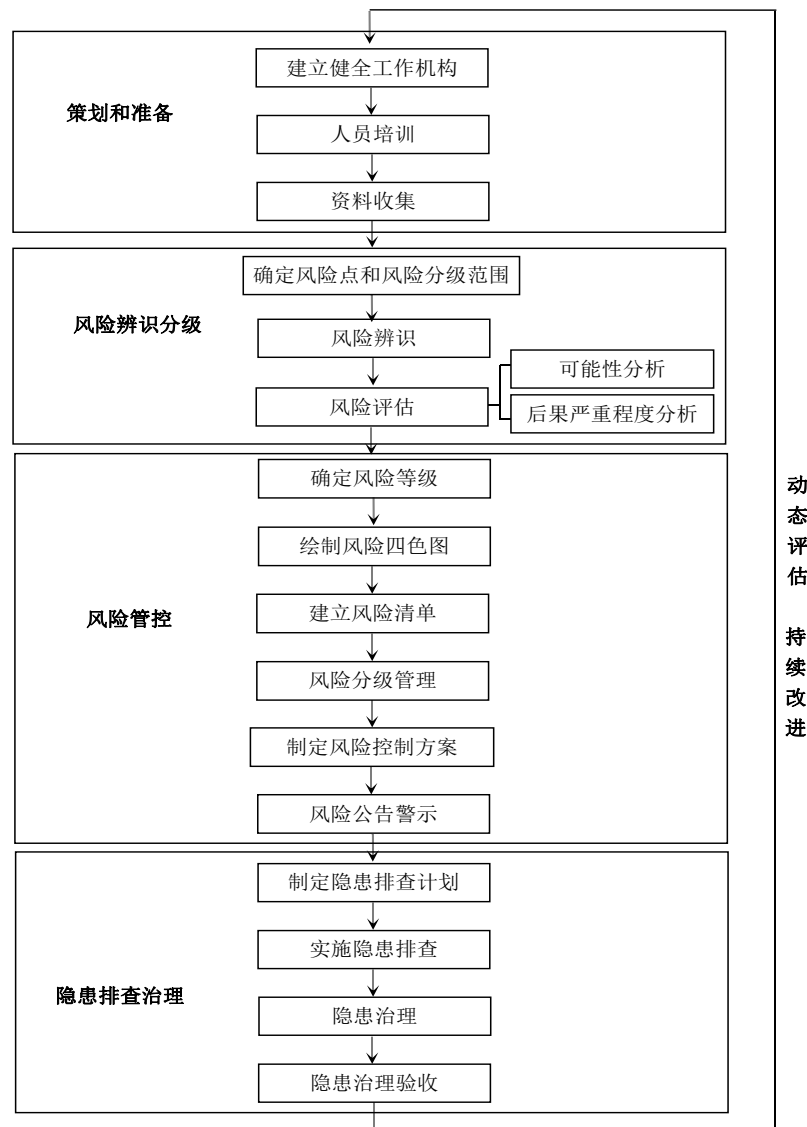 建立健全工作机构
策划和准备
人员培训
资料收集
确定风险点和风险分级范围
风险辨识分级
风险辨识
可能性分析
风险评估
后果严重程度分析
确定风险等级
绘制风险四色图
建立风险清单
风险管控
风险分级管理
制定风险控制方案
风险公告警示
制定隐患排查计划
实施隐患排查
隐患排查治理
隐患治理
隐患治理验收
动态评估
持续改进